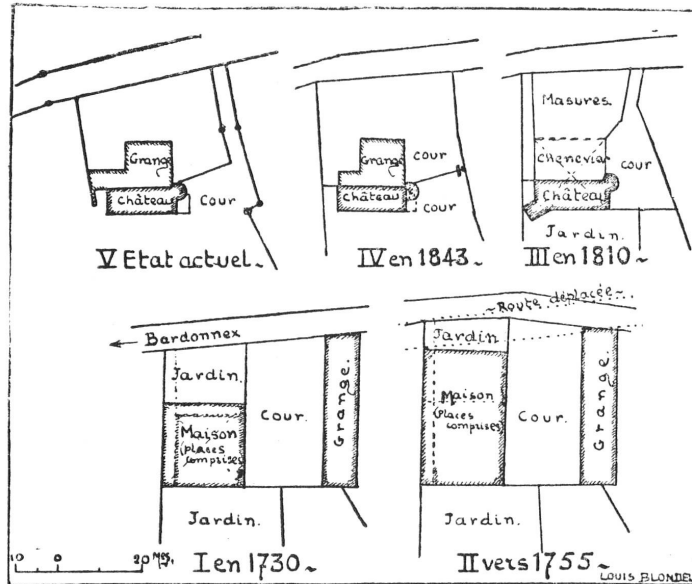 Grange
Château
Cour
V Etat actuel~
Grange
cour
Château
cour
IV en 1843~
Masures.
Chenevièr
cour
Château
Jardin.
III en 1810~
← Bardonnex
Jardin.
Maison
(places
comprises)
Cour.
Grange.
Jardin.
I en 1730~
~Route déplacée~
Jardin
Maison
(places
comprises)
Cour.
Grange.
Jardin.
II vers 1755~
10 0 20 
LOUIS BLONDEL